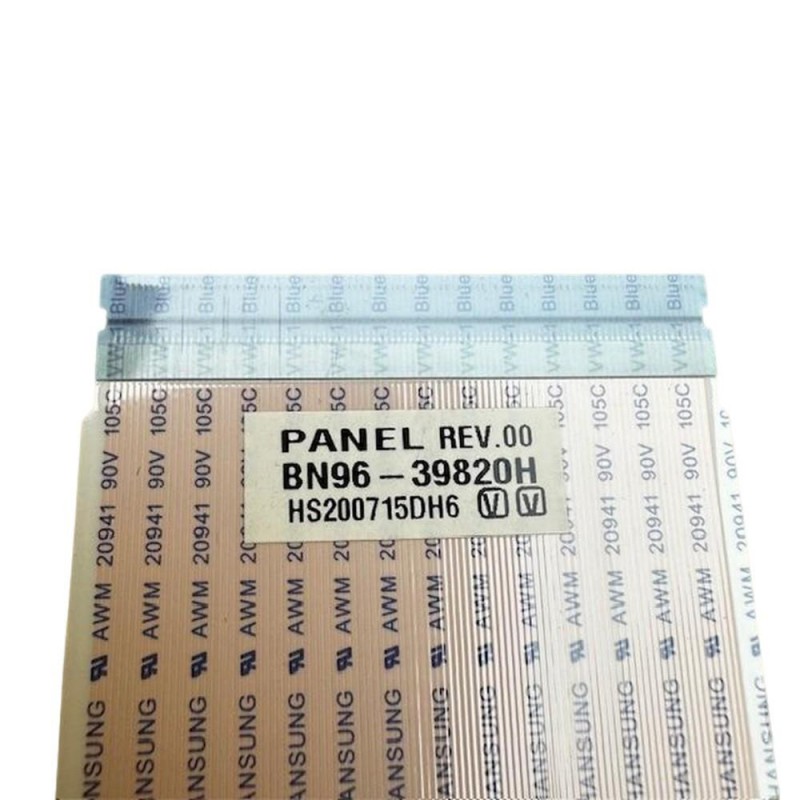 PANEL REV.00
BN96-39820H
HS200715DH6 V V
HANSUNG AWM 20941 90V 105C VW-1 Blue